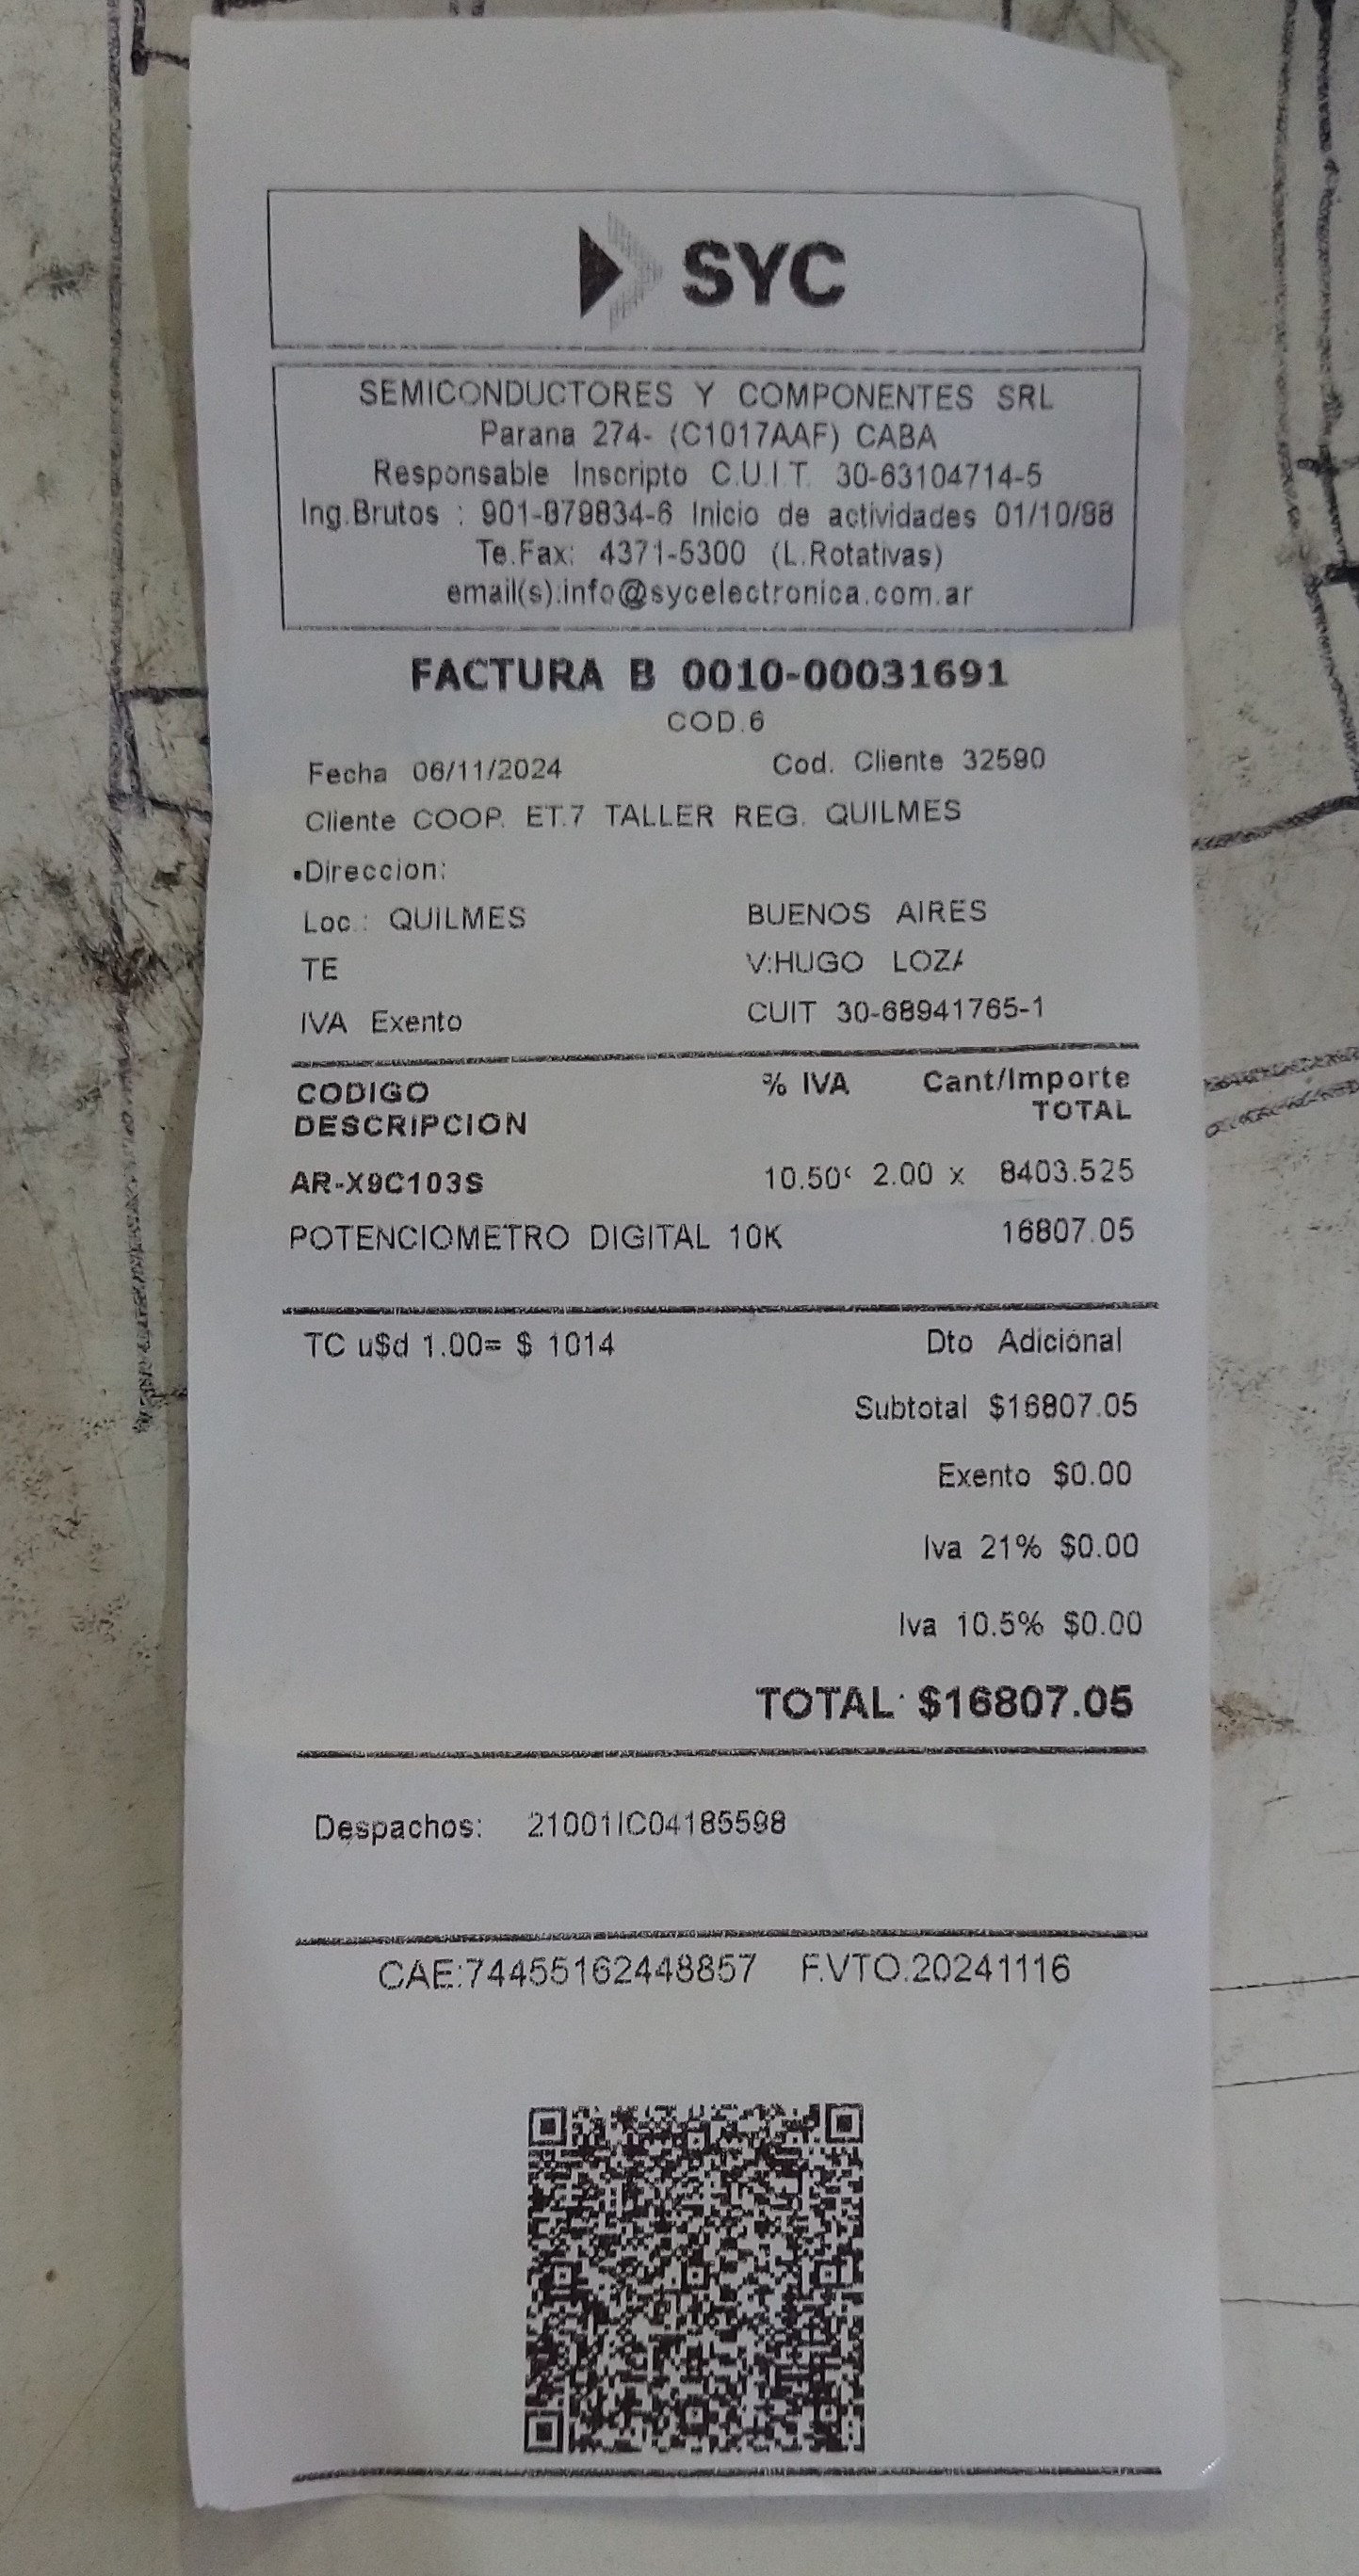 SYC
SEMICONDUCTORES Y COMPONENTES SRL
Parana 274- (C1017AAF) CABA
Responsable Inscripto C.U.I.T. 30-63104714-5
Ing.Brutos : 901-879834-6 Inicio de actividades 01/10/88
Te.Fax: 4371-5300 (L.Rotativas)
email(s):info@sycelectronica.com.ar
FACTURA B 0010-00031691
COD.6
Fecha 06/11/2024 Cod. Cliente 32590
Cliente COOP. ET.7 TALLER REG. QUILMES
Direccion:
Loc.: QUILMES BUENOS AIRES
TE V:HUGO
IVA Exento CUIT 30-68941765-1
CODIGO % IVA Cant/Importe
DESCRIPCION TOTAL
AR-X9C103S 10.50 2.00 x 8403.525
POTENCIOMETRO DIGITAL 10K 16807.05
TC u$d 1.00= $ 1014 Dto Adicional
Subtotal $16807.05
Exento $0.00
Iva 21% $0.00
Iva 10.5% $0.00
TOTAL: $16807.05
Despachos: 21001IC04185598
CAE:74455162448857 F.VTO.20241116